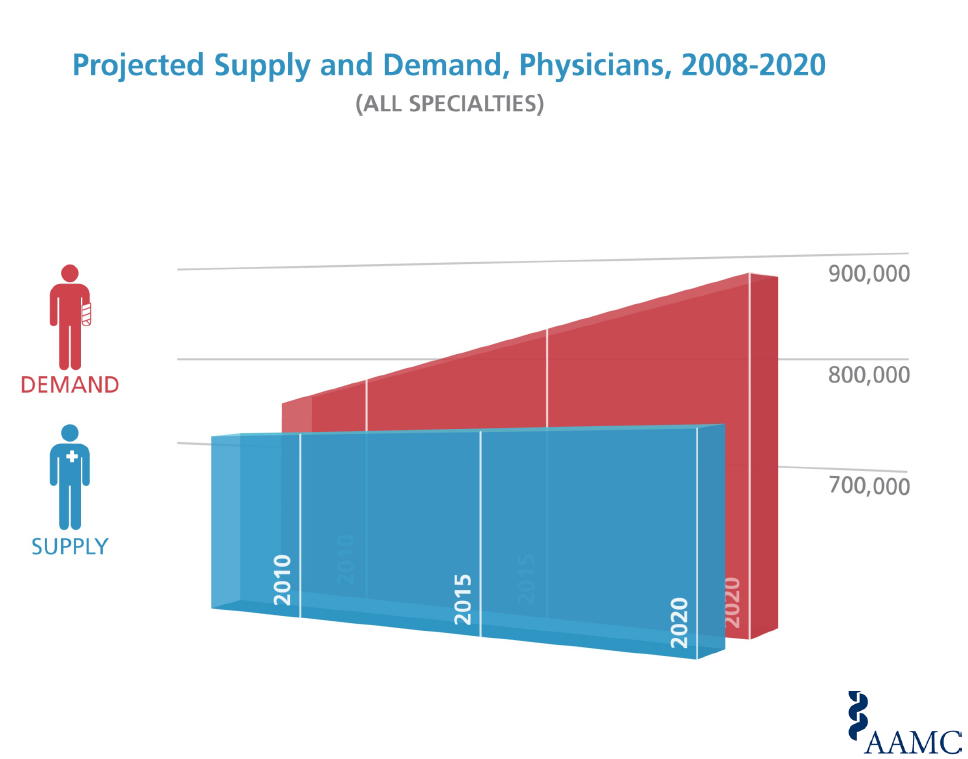 Projected Supply and Demand, Physicians, 2008-2020
(ALL SPECIALTIES)
900,000
DEMAND
800,000
SUPPLY
700,000
2010
2010
2015
2015
2020
2020
AAMC